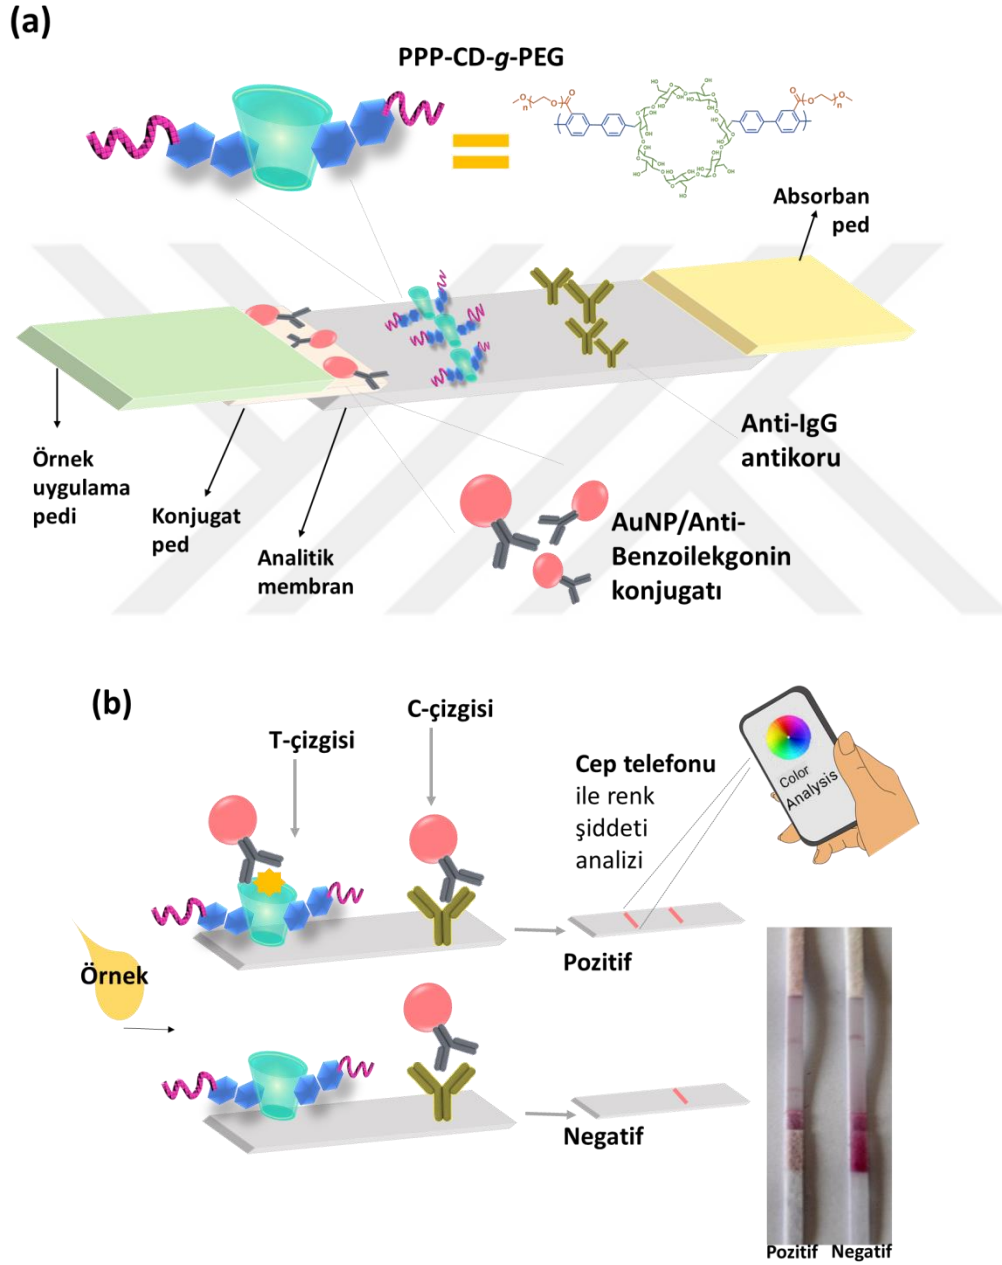 (a)
PPP-CD-g-PEG
Absorban
ped
Anti-IgG
antikoru
Örnek
uygulama
pedi
Konjugat
ped
Analitik
membran
AuNP/Anti-
Benzoilekgonin
konjugatı
(b)
C-çizgisi
T-çizgisi
Cep telefonu
ile renk
şiddeti
analizi
Color
Analysis
Pozitif
Örnek
Negatif
Pozitif Negatif